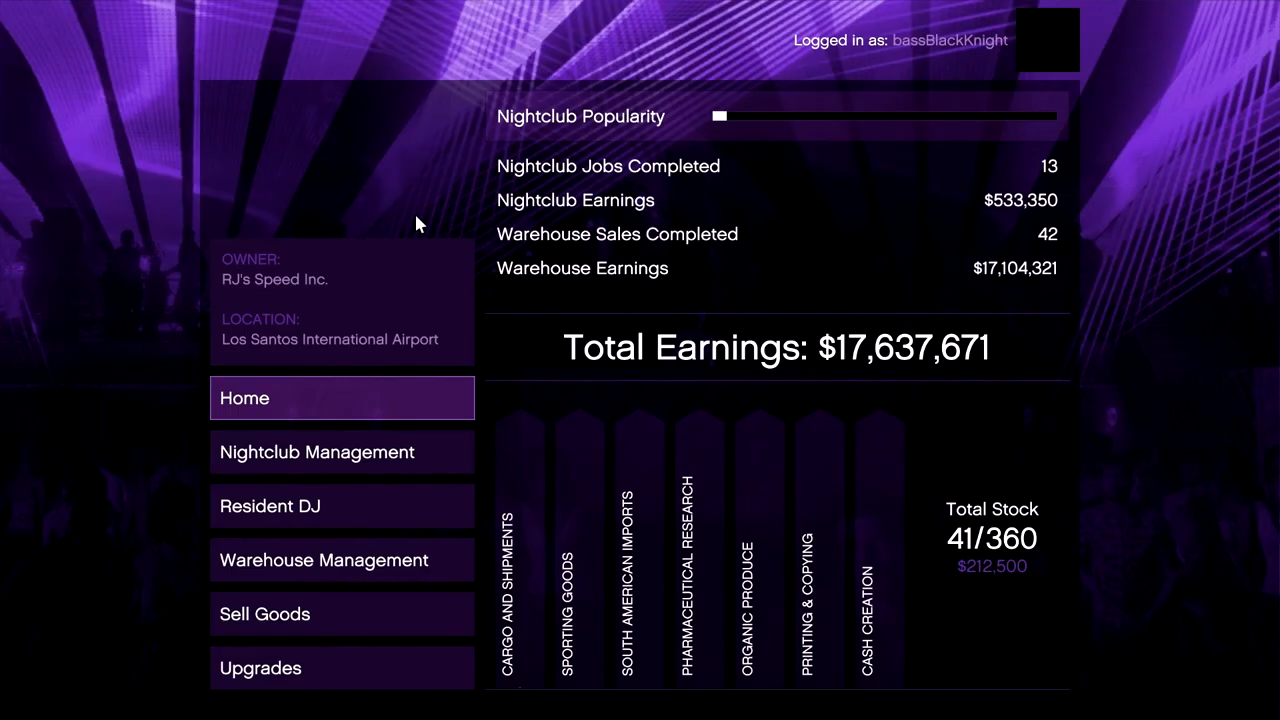 Logged in as: bassBlackKnight
Nightclub Popularity
Nightclub Jobs Completed 13
Nightclub Earnings $533,350
Warehouse Sales Completed 42
Warehouse Earnings $17,104,321
OWNER:
RJ's Speed Inc.
LOCATION:
Los Santos International Airport
Total Earnings: $17,637,671
Home
Nightclub Management
Resident DJ
Warehouse Management
Sell Goods
Upgrades
CARGO AND SHIPMENTS
SPORTING GOODS
SOUTH AMERICAN IMPORTS
PHARMACEUTICAL RESEARCH
ORGANIC PRODUCE
PRINTING & COPYING
CASH CREATION
Total Stock
41/360
$212,500